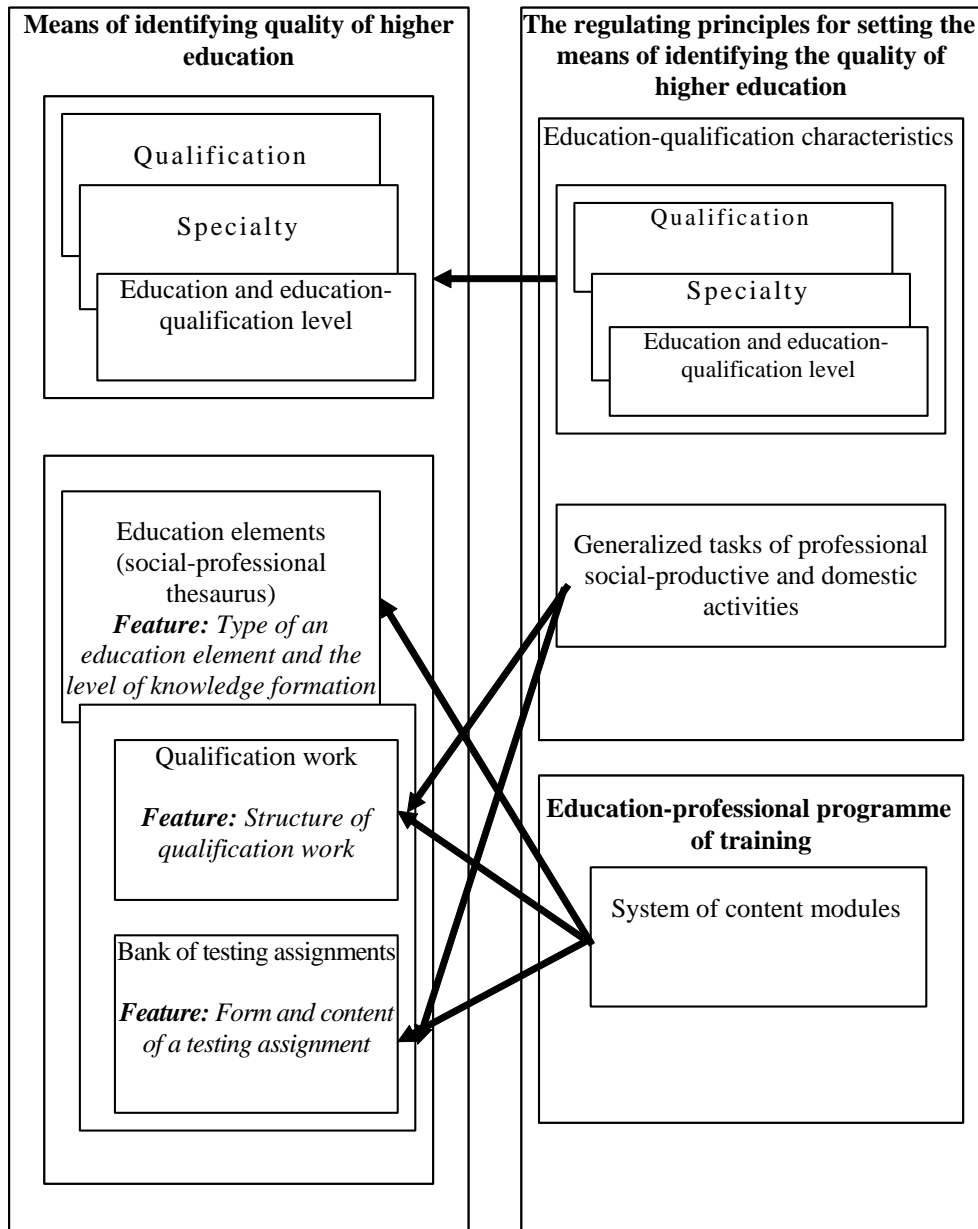 Means of identifying quality of higher
education
Qualification
Specialty
Education and education-
qualification level
Education elements
(social-professional
thesaurus)
Feature: Type of an
education element and the
level of knowledge formation
Qualification work
Feature: Structure of
qualification work
Bank of testing assignments
Feature: Form and content
of a testing assignment
The regulating principles for setting the
means of identifying the quality of
higher education
Education-qualification characteristics
Qualification
Specialty
Education and education-
qualification level
Generalized tasks of professional
social-productive and domestic
activities
Education-professional programme
of training
System of content modules